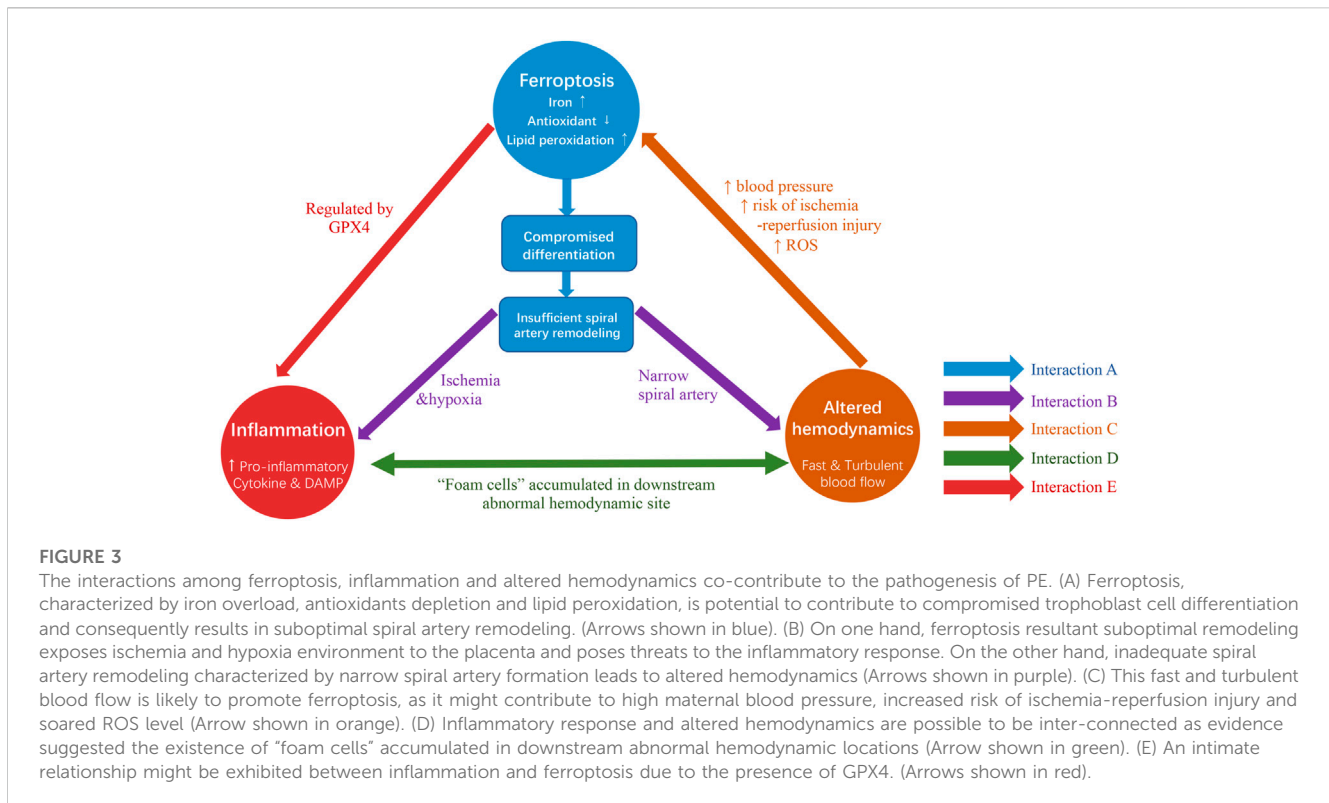 Ferroptosis
Iron ↑
Antioxidant ↓
Lipid peroxidation ↑
Regulated by
GPX4
Compromised
differentiation
Insufficient spiral
artery remodeling
↑ blood pressure
↑ risk of ischemia
-reperfusion injury
↑ ROS
Ischemia
&hypoxia
Narrow
spiral artery
Inflammation
↑ Pro-inflammatory
Cytokine & DAMP
Altered
hemodynamics
Fast & Turbulent
blood flow
"Foam cells" accumulated in downstream
abnormal hemodynamic site
Interaction A
Interaction B
Interaction C
Interaction D
Interaction E
FIGURE 3
The interactions among ferroptosis, inflammation and altered hemodynamics co-contribute to the pathogenesis of PE. (A) Ferroptosis,
characterized by iron overload, antioxidants depletion and lipid peroxidation, is potential to contribute to compromised trophoblast cell differentiation
and consequently results in suboptimal spiral artery remodeling. (Arrows shown in blue). (B) On one hand, ferroptosis resultant suboptimal remodeling
exposes ischemia and hypoxia environment to the placenta and poses threats to the inflammatory response. On the other hand, inadequate spiral
artery remodeling characterized by narrow spiral artery formation leads to altered hemodynamics (Arrows shown in purple). (C) This fast and turbulent
blood flow is likely to promote ferroptosis, as it might contribute to high maternal blood pressure, increased risk of ischemia-reperfusion injury and
soared ROS level (Arrow shown in orange). (D) Inflammatory response and altered hemodynamics are possible to be inter-connected as evidence
suggested the existence of "foam cells" accumulated in downstream abnormal hemodynamic locations (Arrow shown in green). (E) An intimate
relationship might be exhibited between inflammation and ferroptosis due to the presence of GPX4. (Arrows shown in red).